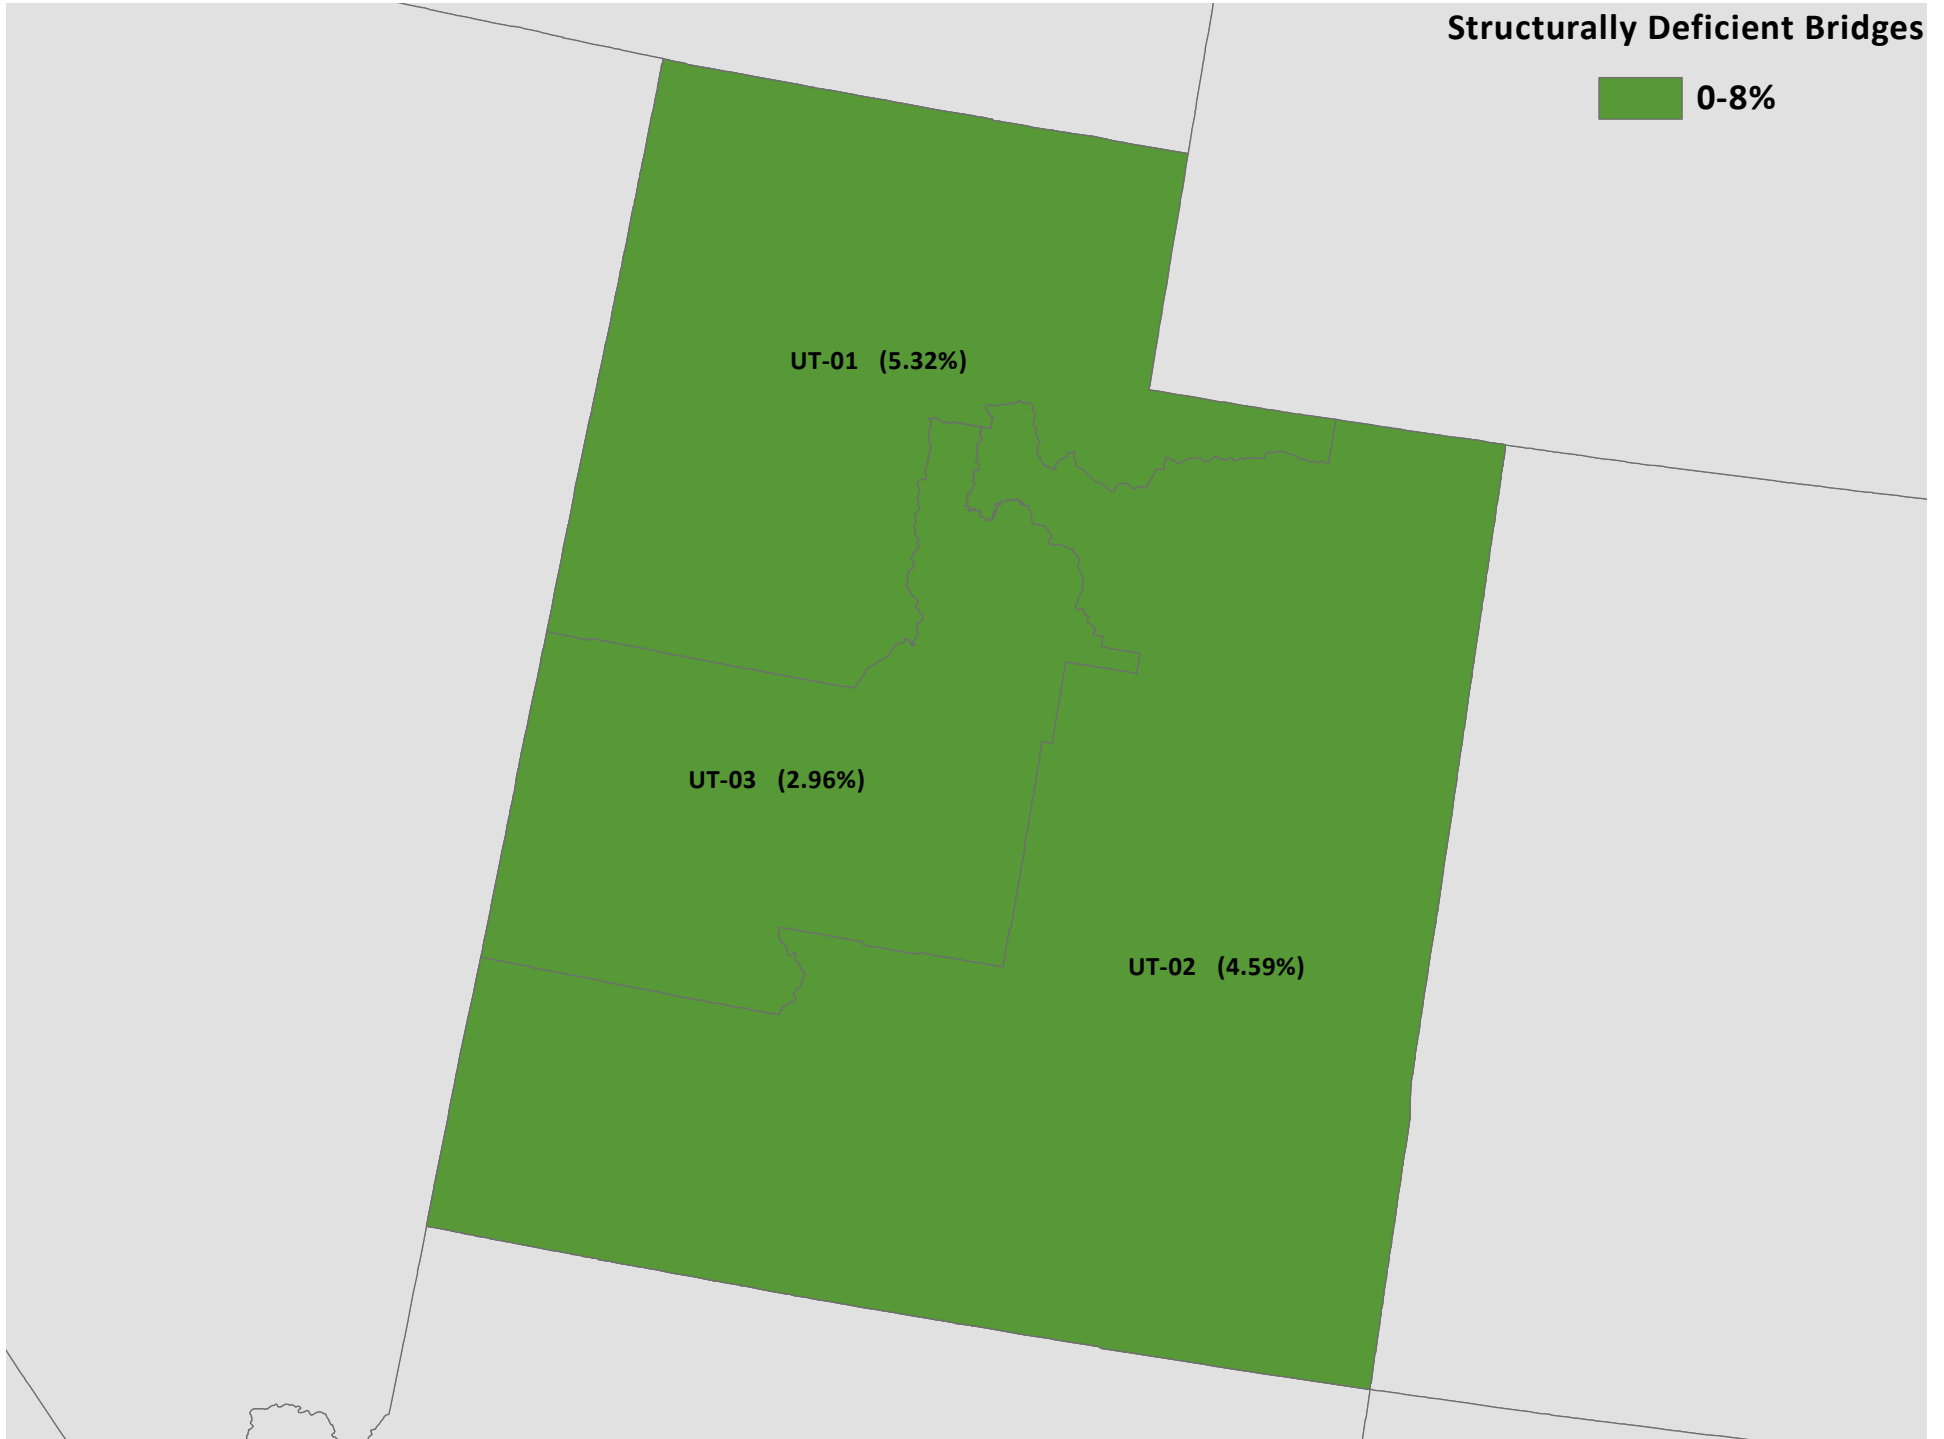 Structurally Deficient Bridges
0-8%
UT-01 (5.32%)
UT-03 (2.96%)
UT-02 (4.59%)